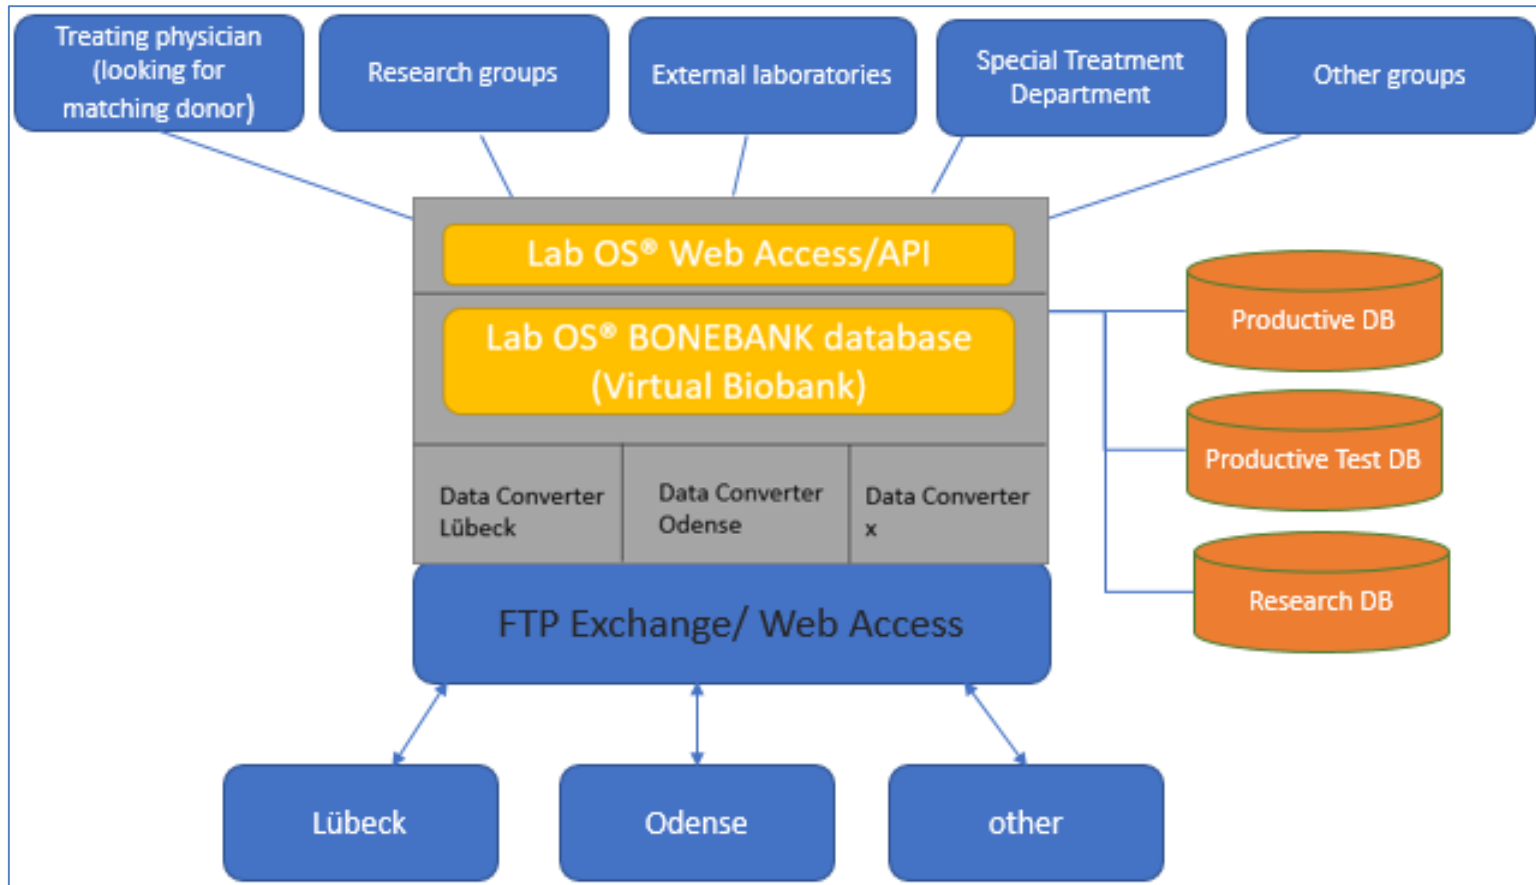 Treating physician
(looking for
matching donor)
Research groups
External laboratories
Special Treatment
Department
Other groups
Lab OS® Web Access/API
Lab OS® BONEBANK database
(Virtual Biobank)
Productive DB
Productive Test DB
Research DB
Data Converter
Lübeck
Data Converter
Odense
Data Converter
x
FTP Exchange/ Web Access
Lübeck
Odense
other